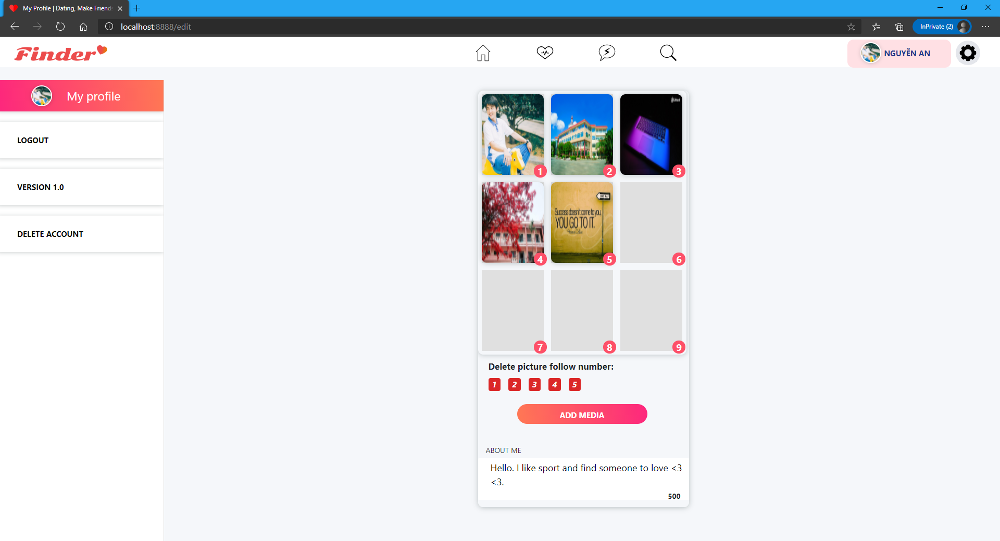 My Profile | Dating, Make Friend
localhost:8888/edit
InPrivate (2)
Finder
NGUYỄN AN
My profile
LOGOUT
VERSION 1.0
DELETE ACCOUNT
1
2
3
4
Success doesn't come to you,
YOU GO TO IT.
5
6
7
8
9
Delete picture follow number:
1 2 3 4 5
ADD MEDIA
ABOUT ME
Hello. I like sport and find someone to love <3
<3.
500